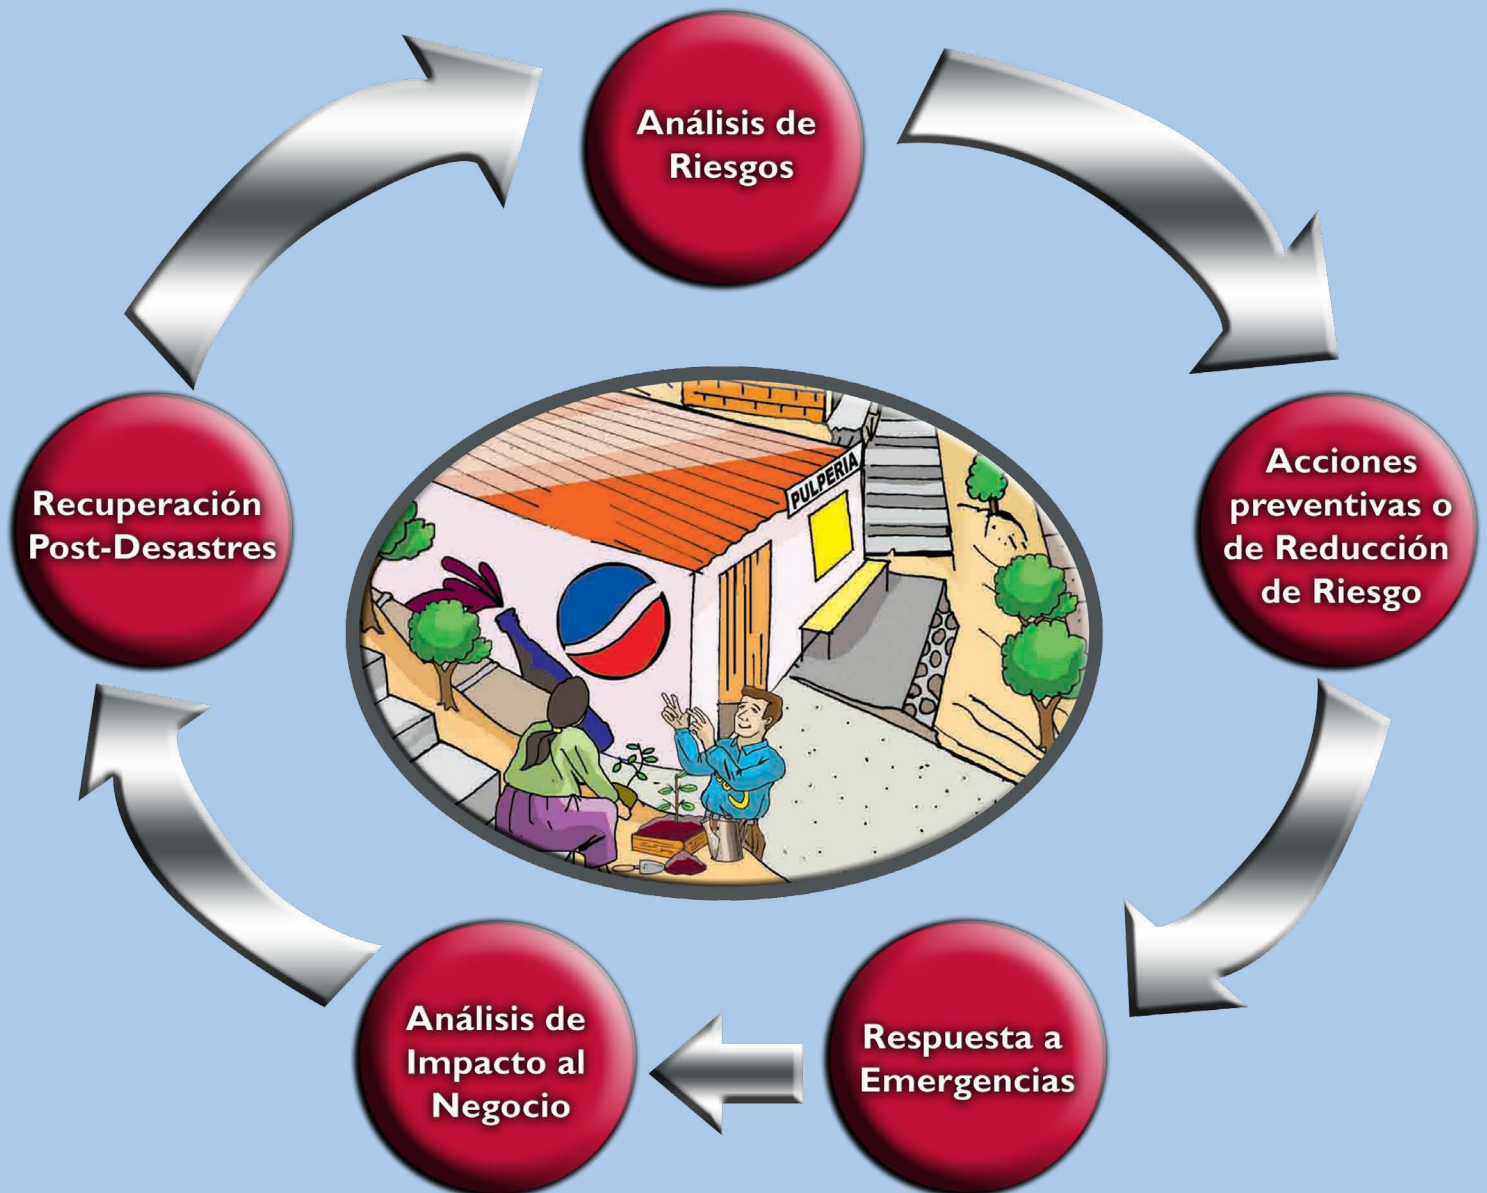 Análisis de
Riesgos
Acciones
preventivas o
de Reducción
de Riesgo
Respuesta a
Emergencias
Análisis de
Impacto al
Negocio
Recuperación
Post-Desastres
PULPERIA